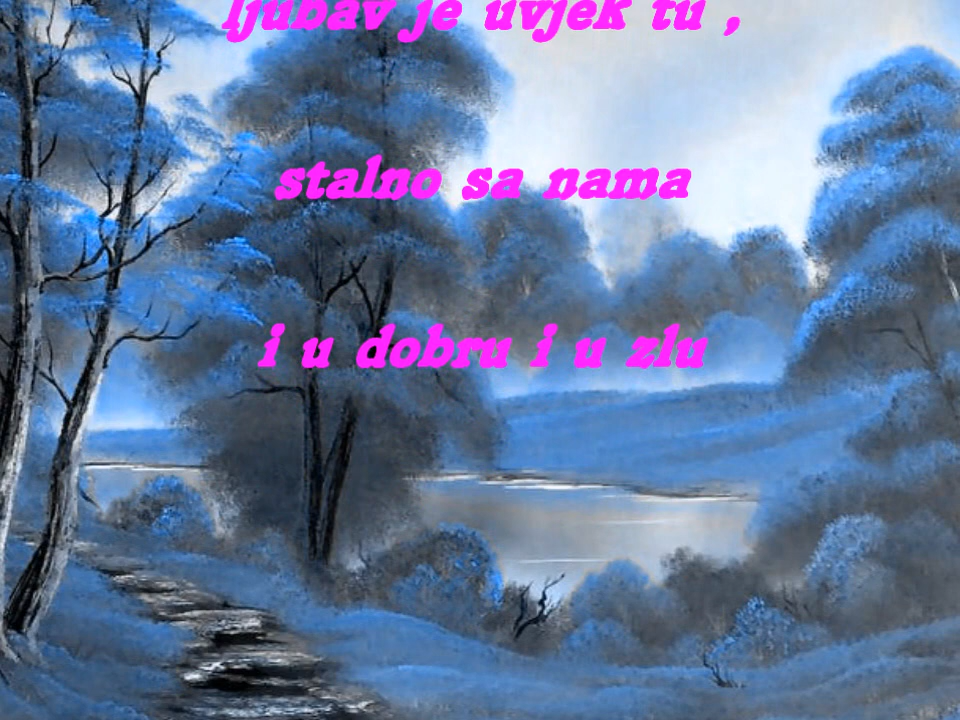 ljubav je uvjek tu ,
stalno sa nama
i u dobru i u zlu